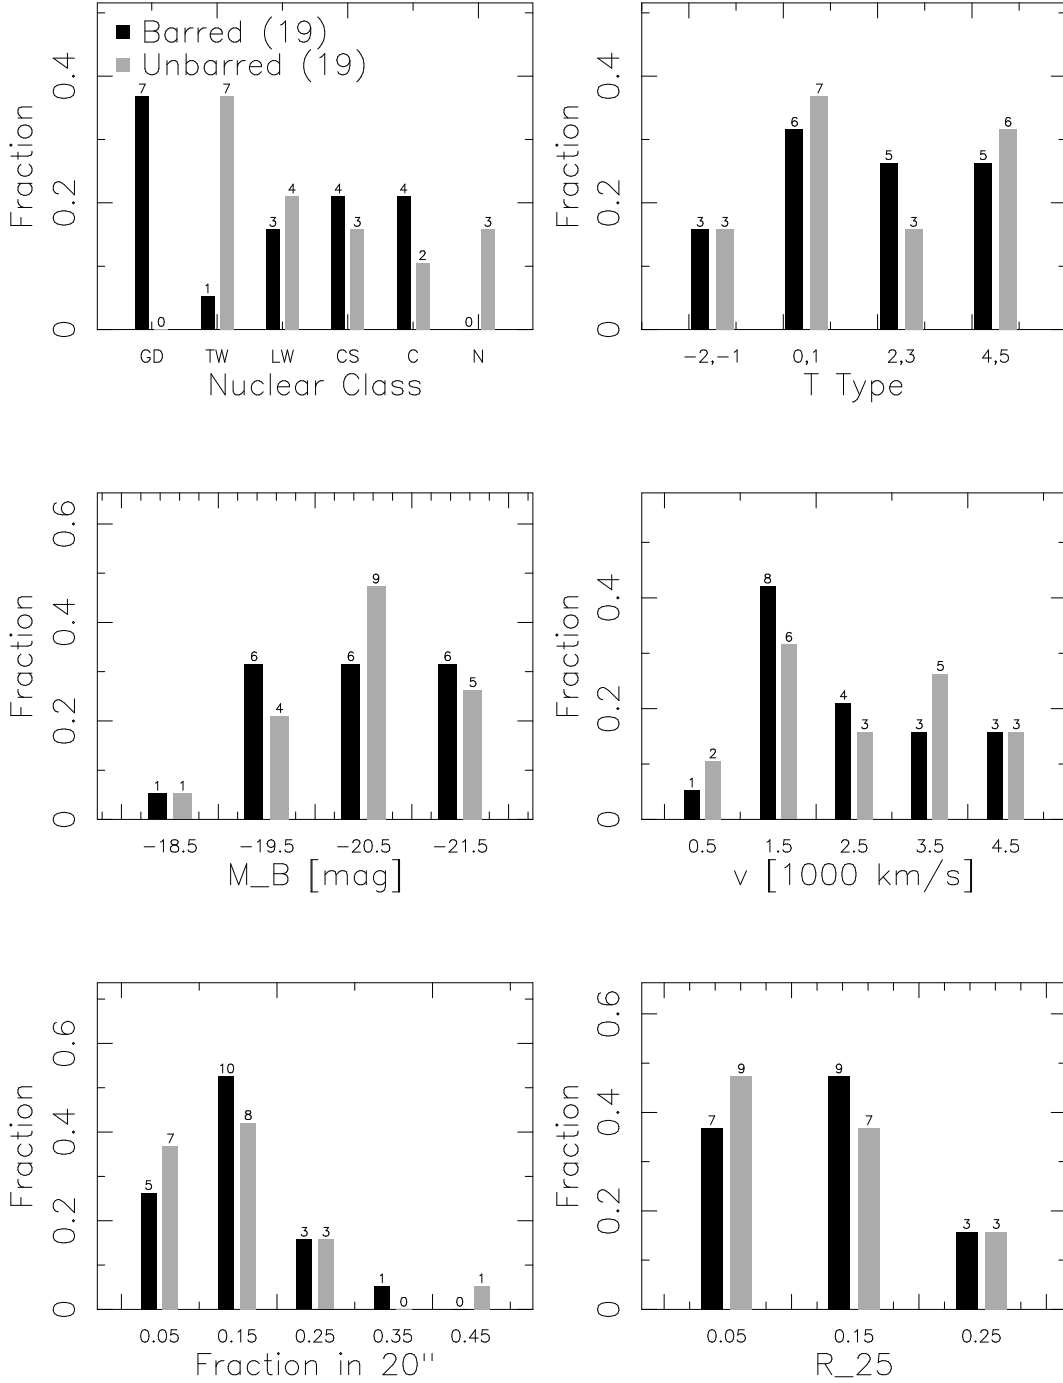 Barred (19)
Unbarred (19)
Fraction
0 0.2 0.4
7 0 1 7 3 4 4 3 4 2 0 3
GD TW LW CS C N
Nuclear Class
Fraction
0 0.2 0.4
3 3 6 7 5 3 5 6
−2,−1 0,1 2,3 4,5
T Type
Fraction
0 0.2 0.4 0.6
1 1 6 4 6 9 6 5
−18.5 −19.5 −20.5 −21.5
M_B [mag]
Fraction
0 0.2 0.4
1 2 8 6 4 3 3 5 3 3
0.5 1.5 2.5 3.5 4.5
v [1000 km/s]
Fraction
0 0.2 0.4 0.6
5 7 10 8 3 3 1 0 0 1
0.05 0.15 0.25 0.35 0.45
Fraction in 20"
Fraction
0 0.2 0.4 0.6
7 9 9 7 3 3
0.05 0.15 0.25
R_25